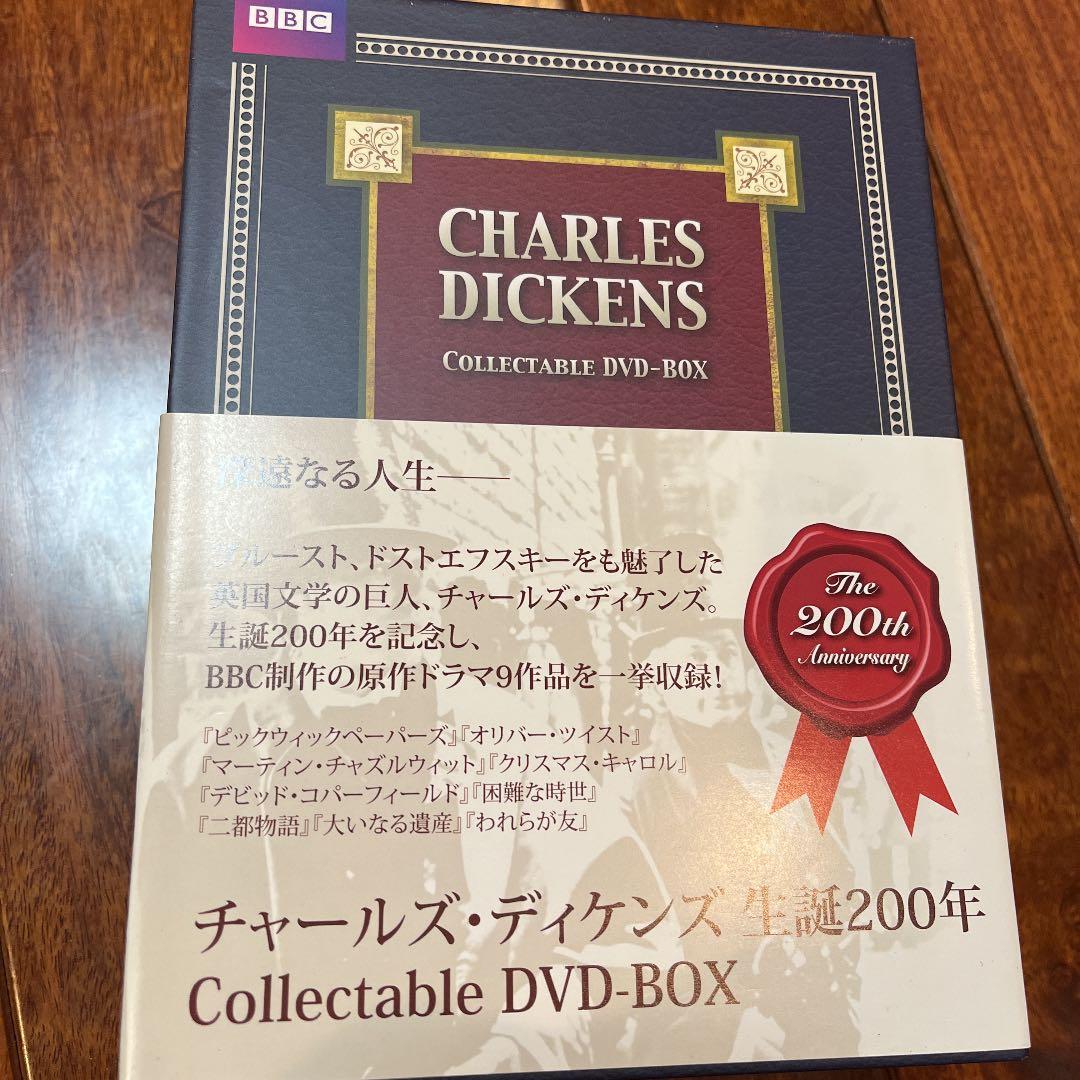 BBC
CHARLES
DICKENS
COLLECTABLE DVD-BOX
深遠なる人生――
プルースト、ドストエフスキーをも魅了した
英国文学の巨人、チャールズ・ディケンズ。
生誕200年を記念し、
BBC制作の原作ドラマ9作品を一挙収録!
『ピックウィックペーパーズ』『オリバー・ツイスト』
『マーティン・チャズルウィット』『クリスマス・キャロル』
『デビッド・コパーフィールド』『困難な時世』
『二都物語』『大いなる遺産』『われらが友』
The
200th
Anniversary
チャールズ・ディケンズ 生誕200年
Collectable DVD-BOX